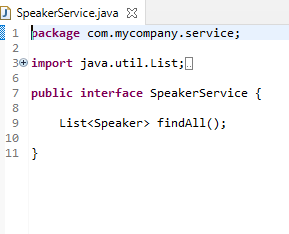 SpeakerService.java
1 package com.mycompany.service;
2
3 import java.util.List;
6
7 public interface SpeakerService {
8
9 List<Speaker> findAll();
10
11 }